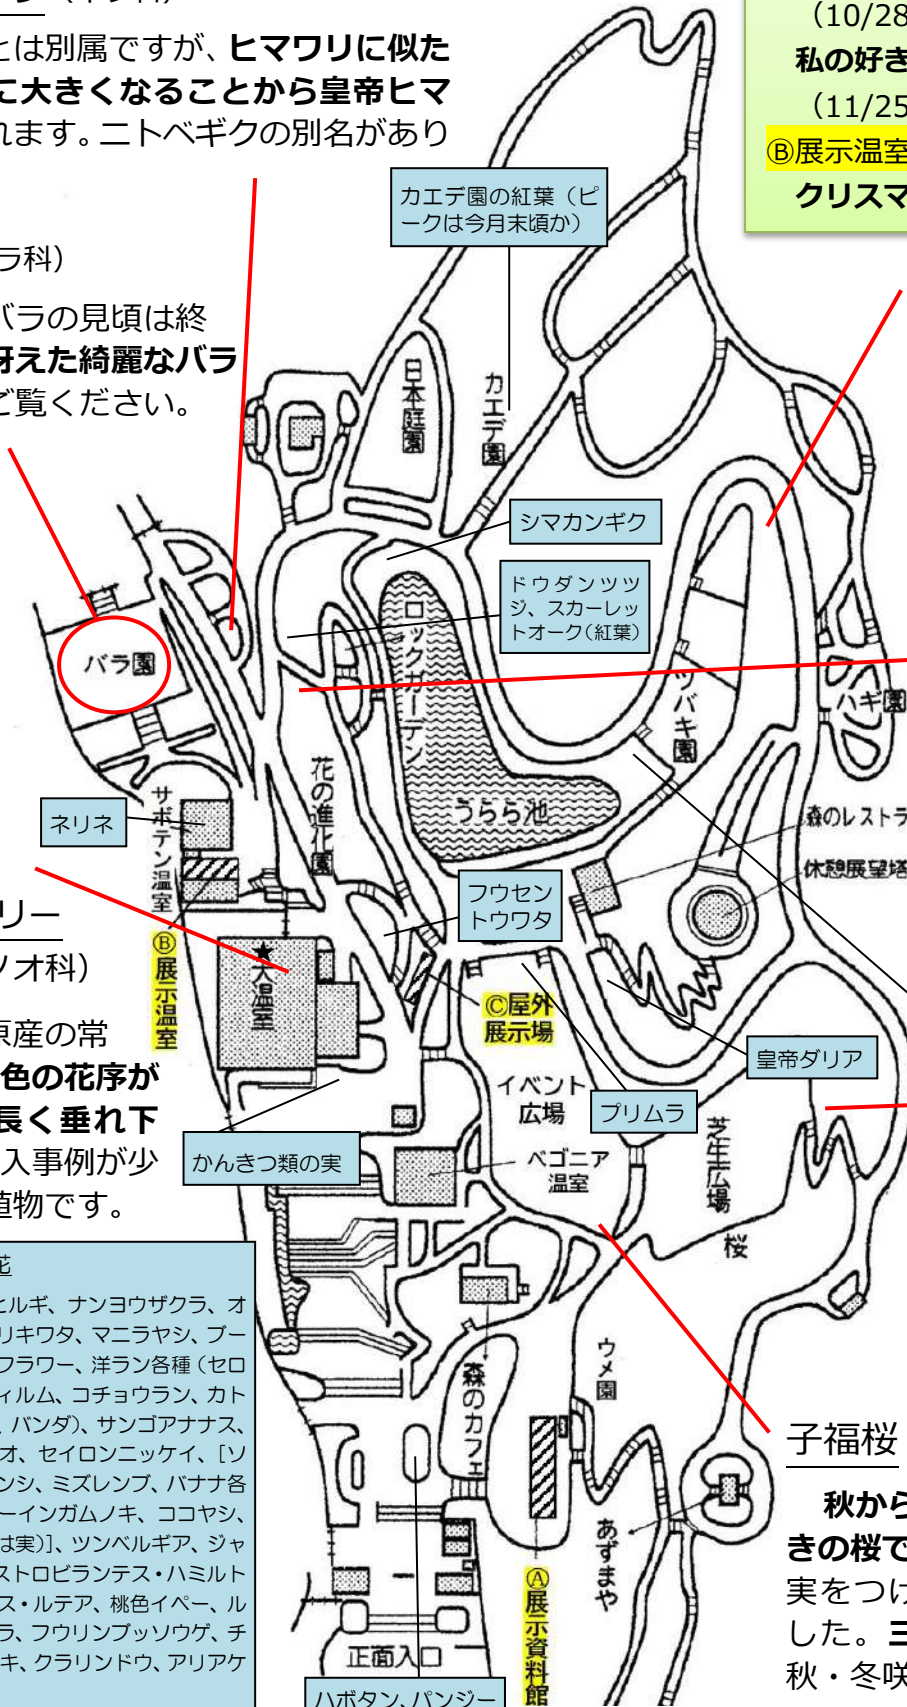 とは別属ですが、ヒマワリに似た
に大きくなることから皇帝ヒマ
れます。ニトベギクの別名があり
(10/28
私の好き
(11/25
Ⓑ展示温室
クリスマ
カエデ園の紅葉（ピ
ークは今月末頃か）
ラ科）
バラの見頃は終
冴えた綺麗なバラ
ご覧ください。
日本庭園
カエデ園
シマカンギク
ドウダンツツ
ジ、スカーレッ
トオーク（紅葉）
ロックガーデン
バラ園
ツバキ園
ハギ園
うらら池
花の進化園
サボテン温室
ネリネ
森のレストラ
休憩展望塔
フウセン
トウワタ
リー
ノオ科）
Ⓑ展示温室
★大温室
Ⓒ屋外
展示場
原産の常
色の花序が
長く垂れ下
入事例が少
植物です。
イベント
広場
プリムラ
皇帝ダリア
かんきつ類の実
ベゴニア
温室
芝生広場
桜
花
ヒルギ、ナンヨウザクラ、オ
リキワタ、マニラヤシ、ブー
フラワー、洋ラン各種（セロ
ィルム、コチョウラン、カト
、バンダ）、サンゴアナナス、
オ、セイロンニッケイ、［ソ
ンシ、ミズレンブ、バナナ各
ーインガムノキ、ココヤシ、
は実）］、ツンベルギア、ジャ
ストロビランテス・ハミルト
ス・ルテア、桃色イペー、ル
ラ、フウリンブッソウゲ、チ
キ、クラリンドウ、アリアケ
森のカフェ
ウメ園
あずまや
Ⓐ展示資料館
正面入口
ハボタン、パンジー
子福桜
秋から
きの桜で
実をつけ
した。三
秋・冬咲